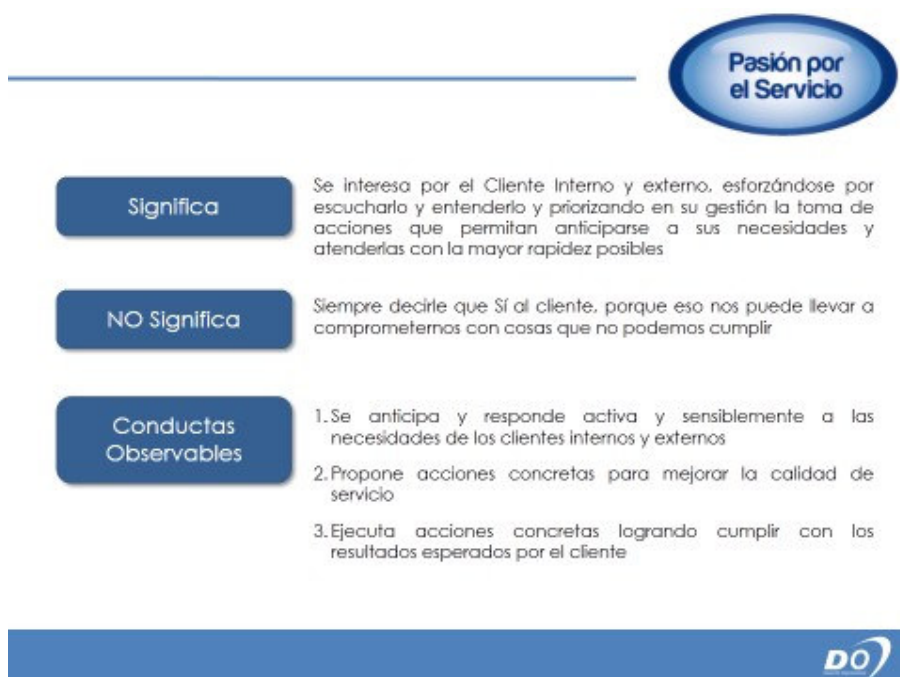 Pasión por
el Servicio
Significa
Se interesa por el Cliente Interno y externo, esforzándose por
escucharlo y entenderlo y priorizando en su gestión la toma de
acciones que permitan anticiparse a sus necesidades y
atenderlas con la mayor rapidez posibles
NO Significa
Siempre decirle que Sí al cliente, porque eso nos puede llevar a
comprometernos con cosas que no podemos cumplir
Conductas
Observables
1. Se anticipa y responde activa y sensiblemente a las
necesidades de los clientes internos y externos
2. Propone acciones concretas para mejorar la calidad de
servicio
3. Ejecuta acciones concretas logrando cumplir con los
resultados esperados por el cliente
DO